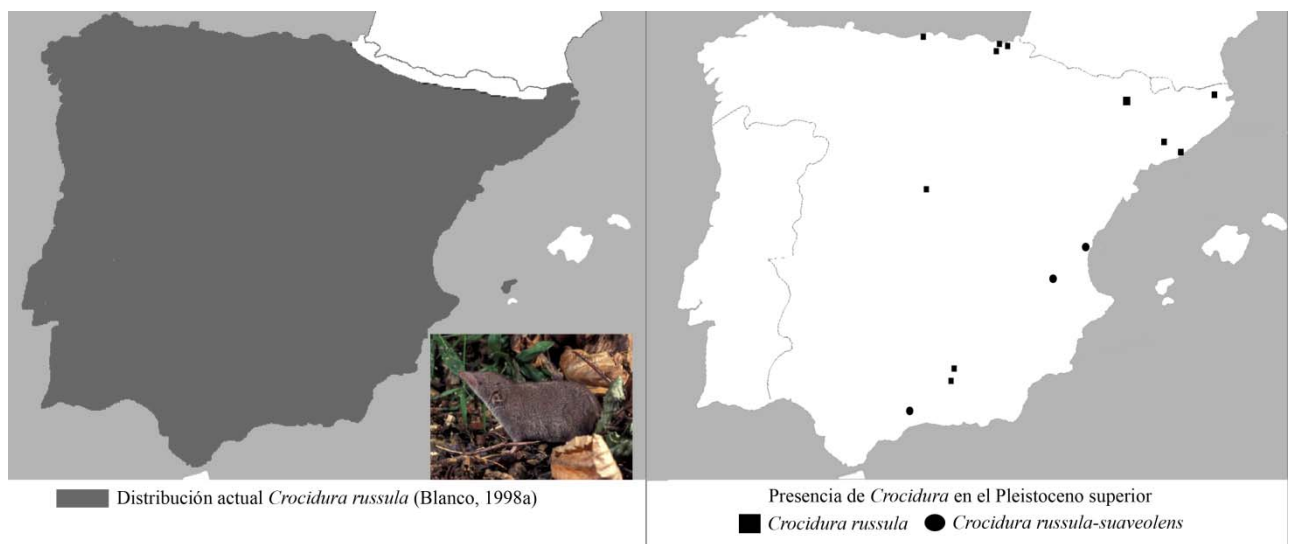 Distribución actual Crocidura russula (Blanco, 1998a)
Presencia de Crocidura en el Pleistoceno superior
Crocidura russula
Crocidura russula-suaveolens